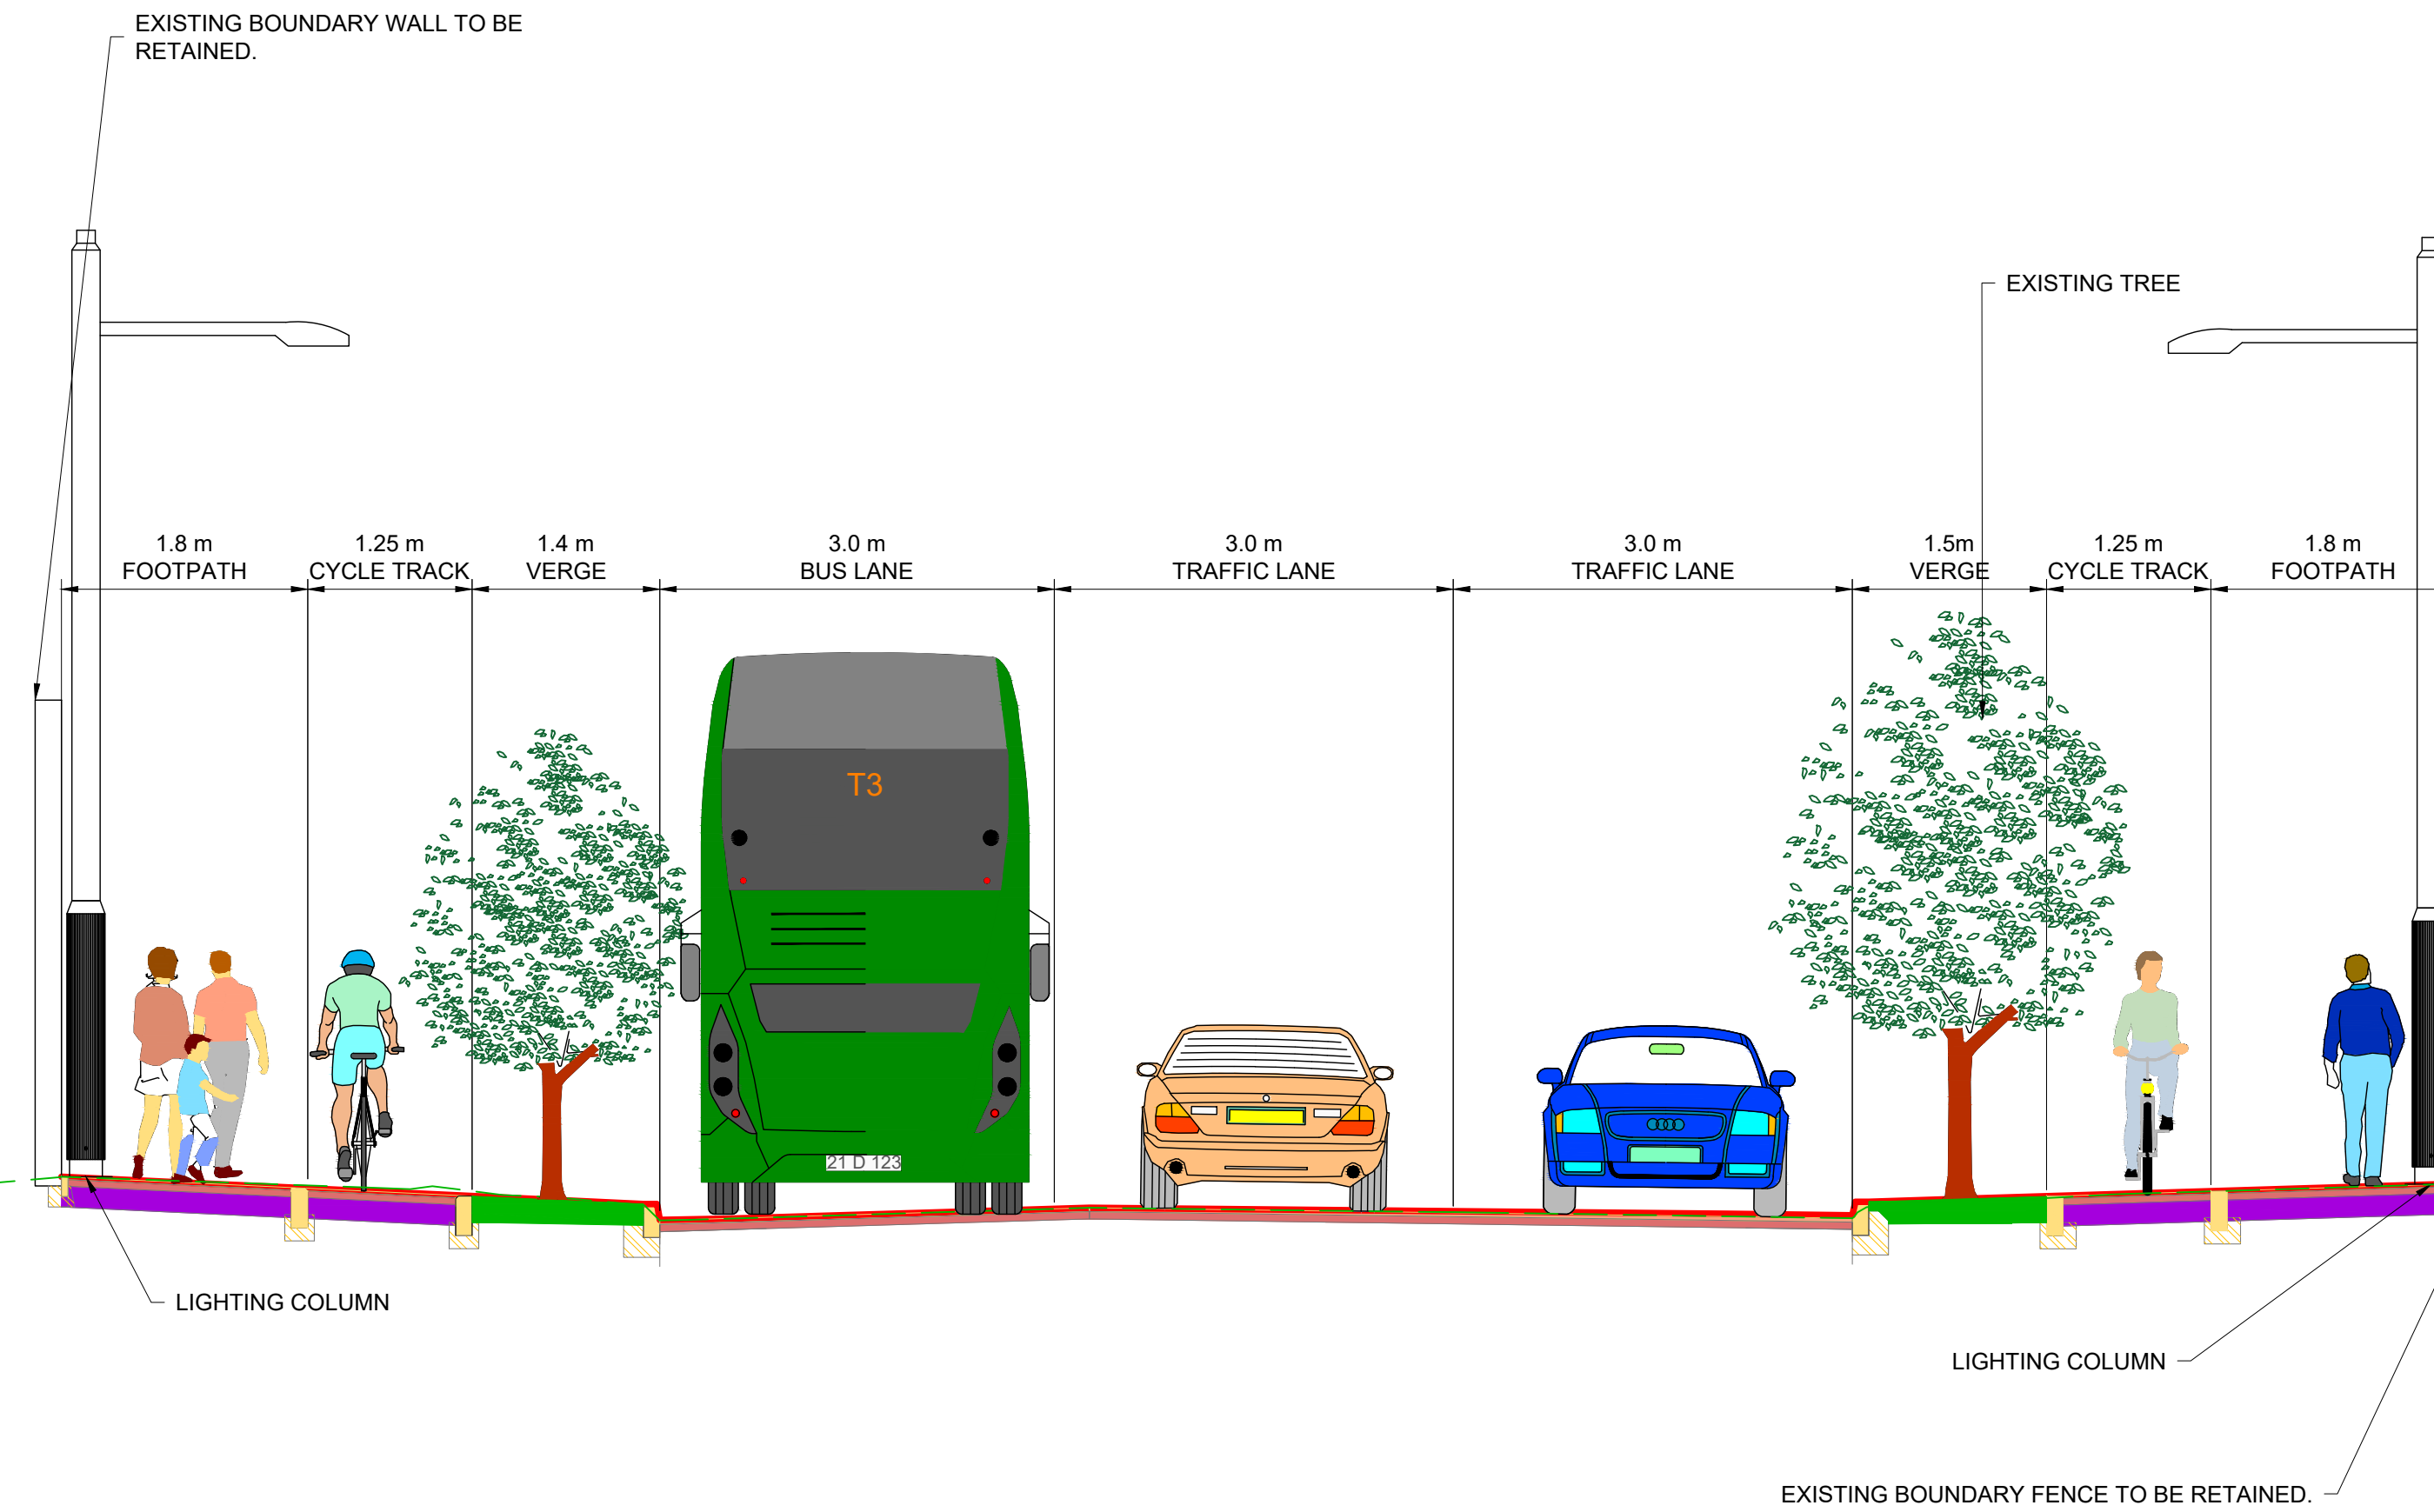 EXISTING BOUNDARY WALL TO BE
RETAINED.
EXISTING TREE
1.8 m
FOOTPATH
1.25 m
CYCLE TRACK
1.4 m
VERGE
3.0 m
BUS LANE
3.0 m
TRAFFIC LANE
3.0 m
TRAFFIC LANE
1.5m
VERGE
1.25 m
CYCLE TRACK
1.8 m
FOOTPATH
T3
21 D 123
LIGHTING COLUMN
LIGHTING COLUMN
EXISTING BOUNDARY FENCE TO BE RETAINED.